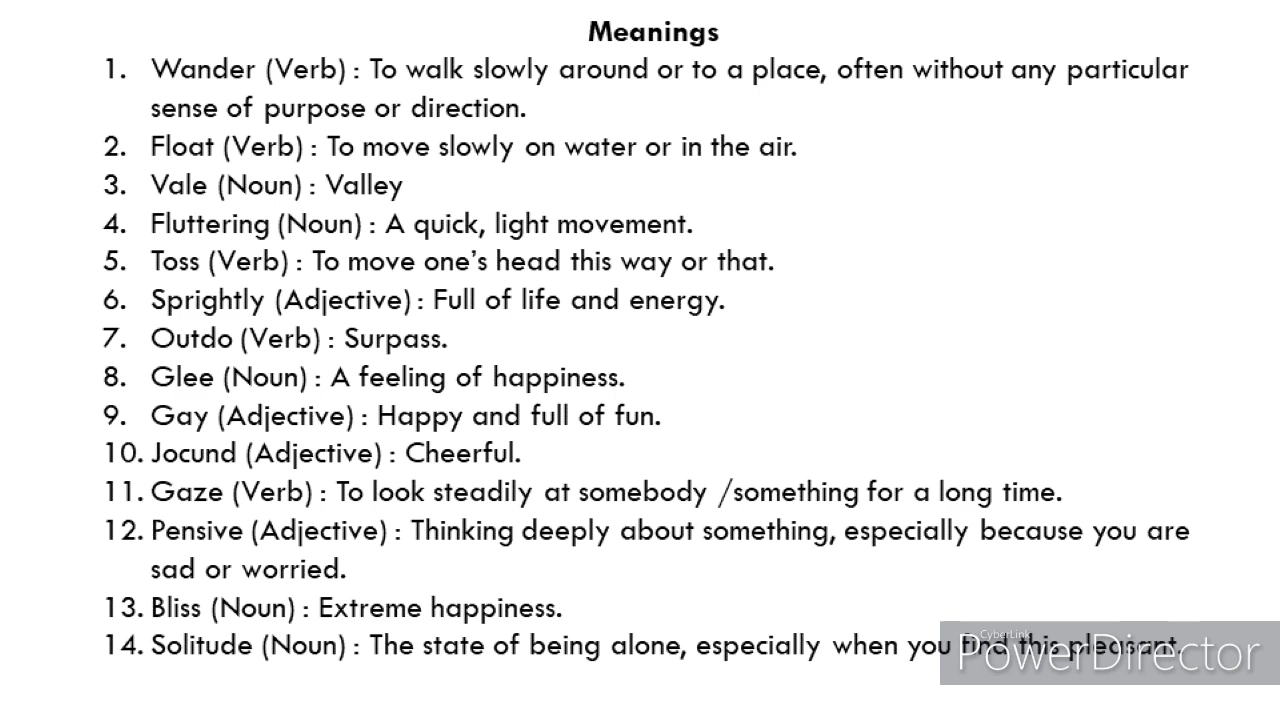 Meanings
1. Wander (Verb) : To walk slowly around or to a place, often without any particular
sense of purpose or direction.
2. Float (Verb) : To move slowly on water or in the air.
3. Vale (Noun) : Valley
4. Fluttering (Noun) : A quick, light movement.
5. Toss (Verb) : To move one's head this way or that.
6. Sprightly (Adjective) : Full of life and energy.
7. Outdo (Verb) : Surpass.
8. Glee (Noun) : A feeling of happiness.
9. Gay (Adjective) : Happy and full of fun.
10. Jocund (Adjective) : Cheerful.
11. Gaze (Verb) : To look steadily at somebody /something for a long time.
12. Pensive (Adjective) : Thinking deeply about something, especially because you are
sad or worried.
13. Bliss (Noun) : Extreme happiness.
14. Solitude (Noun) : The state of being alone, especially when you find this pleasant.
CyberLink
PowerDirector